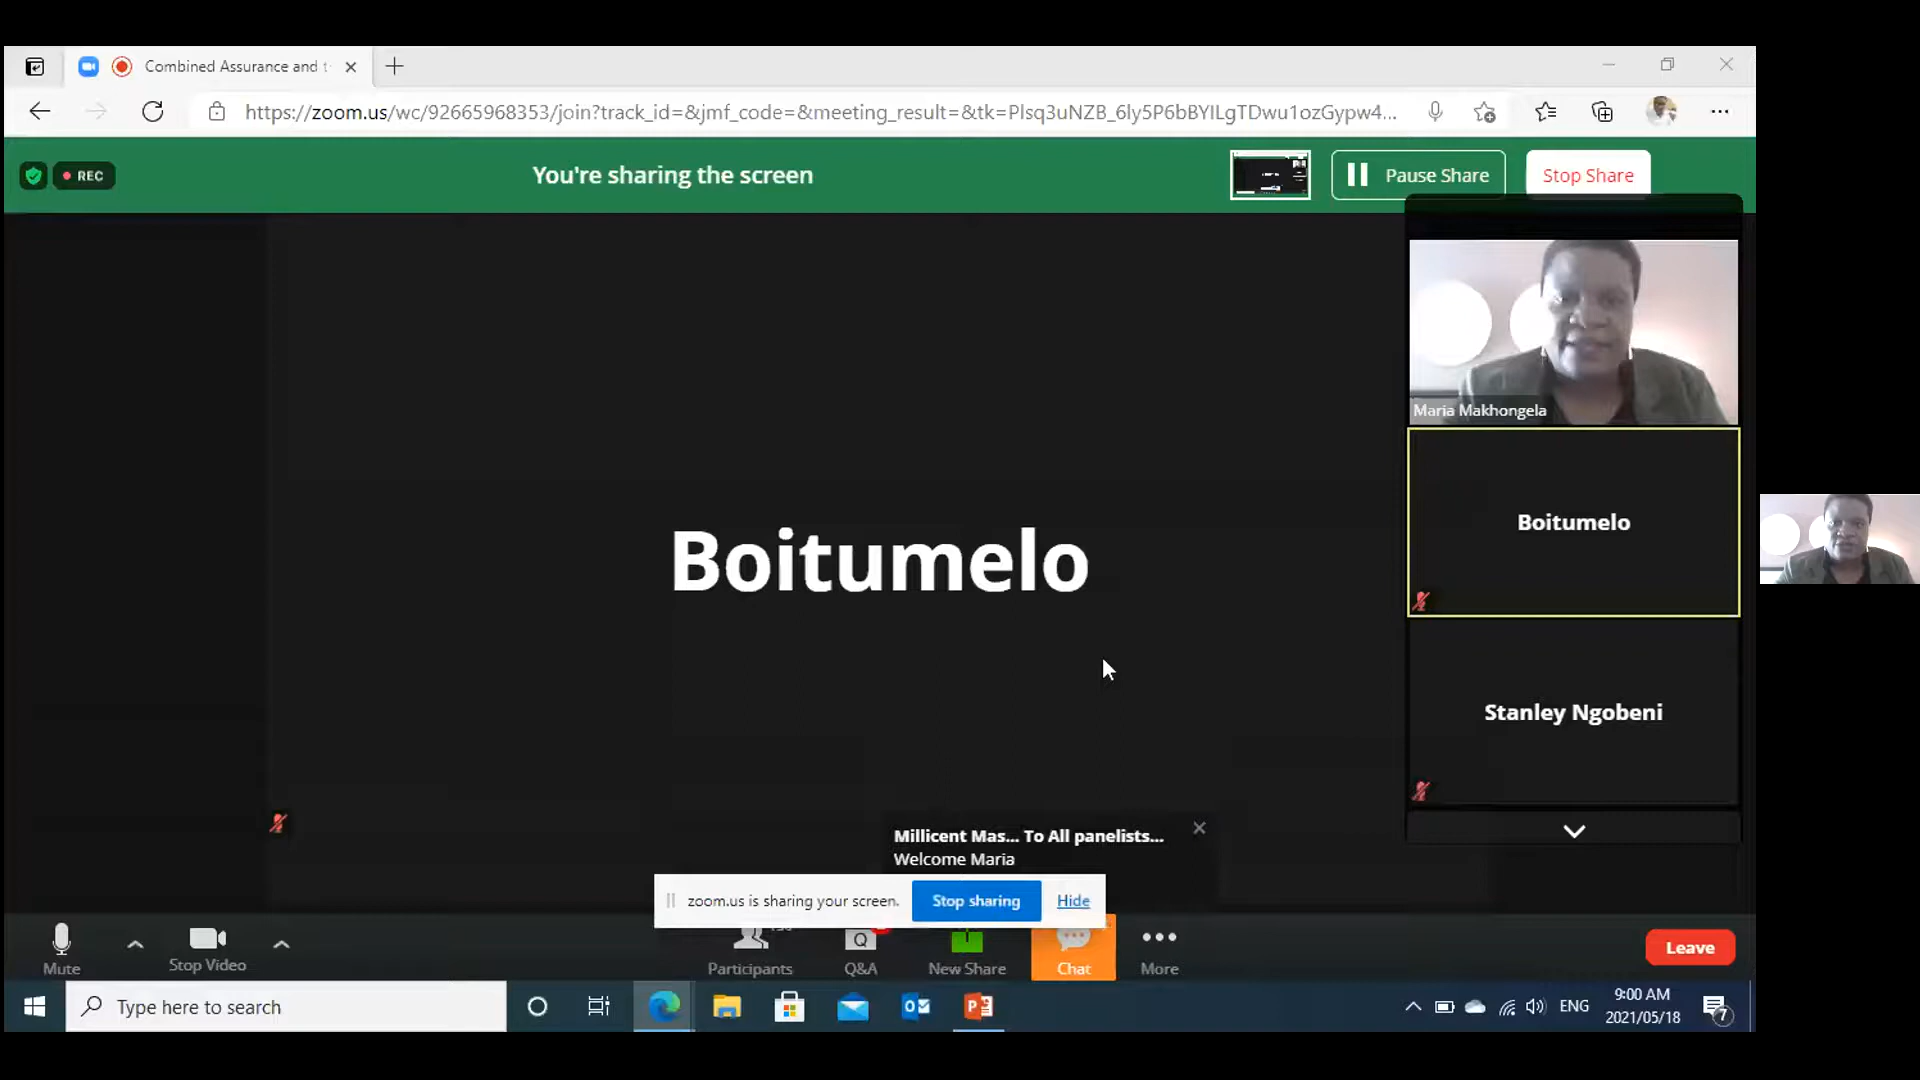 Combined Assurance and t
https://zoom.us/wc/92665968353/join?track_id=&jmf_code=&meeting_result=&tk=Plsq3uNZB_6ly5P6bBYILgTDwu1ozGypw4...
REC
You're sharing the screen
Pause Share
Stop Share
Maria Makhongela
Boitumelo
Boitumelo
Stanley Ngobeni
Millicent Mas... To All panelists...
Welcome Maria
zoom.us is sharing your screen.
Stop sharing
Hide
Mute
Stop Video
Participants
Q&A
New Share
Chat
More
Leave
Type here to search
ENG
9:00 AM
2021/05/18
7